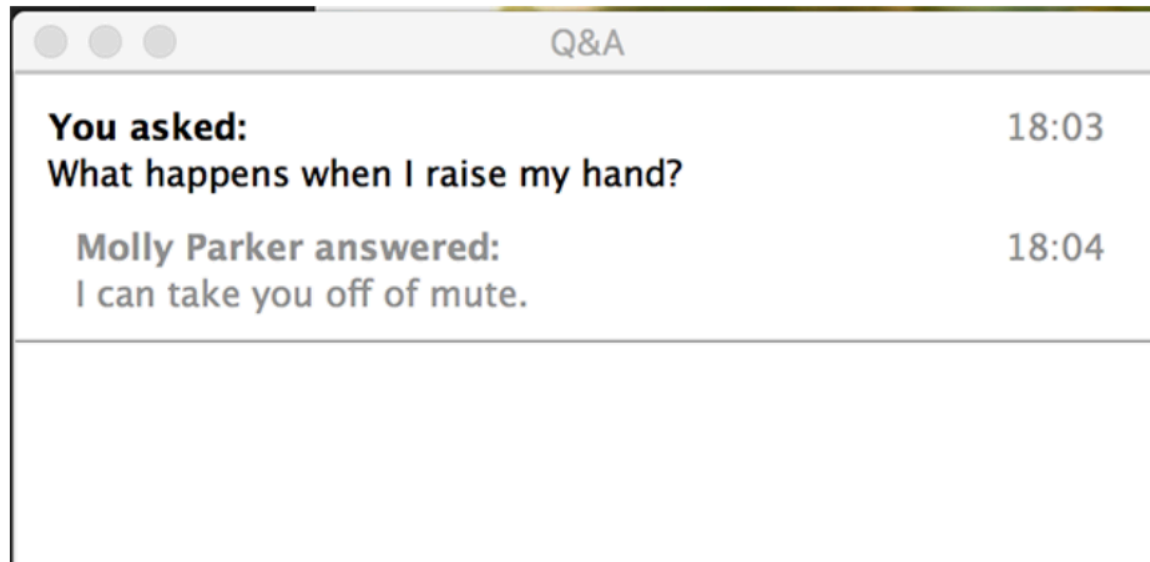 Q&A
You asked: 18:03
What happens when I raise my hand?
Molly Parker answered: 18:04
I can take you off of mute.